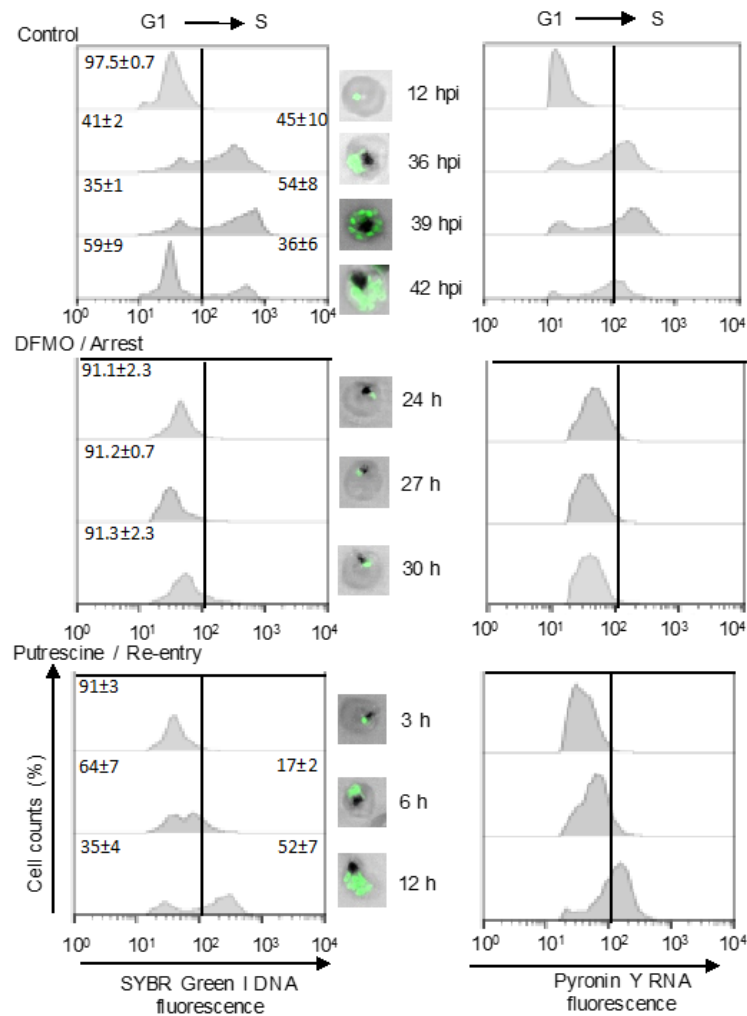 G1 S G1 S
Control
97.5±0.7
12 hpi
41±2 45±10
36 hpi
35±1 54±8
39 hpi
59±9 36±6
42 hpi
10⁰ 10¹ 10² 10³ 10⁴ 10⁰ 10¹ 10² 10³ 10⁴
DFMO / Arrest
91.1±2.3
24 h
91.2±0.7
27 h
91.3±2.3
30 h
10⁰ 10¹ 10² 10³ 10⁴ 10⁰ 10¹ 10² 10³ 10⁴
Putrescine / Re-entry
91±3
3 h
64±7 17±2
6 h
35±4 52±7
12 h
Cell counts (%)
10⁰ 10¹ 10² 10³ 10⁴ 10⁰ 10¹ 10² 10³ 10⁴
SYBR Green I DNA
fluorescence
Pyronin Y RNA
fluorescence